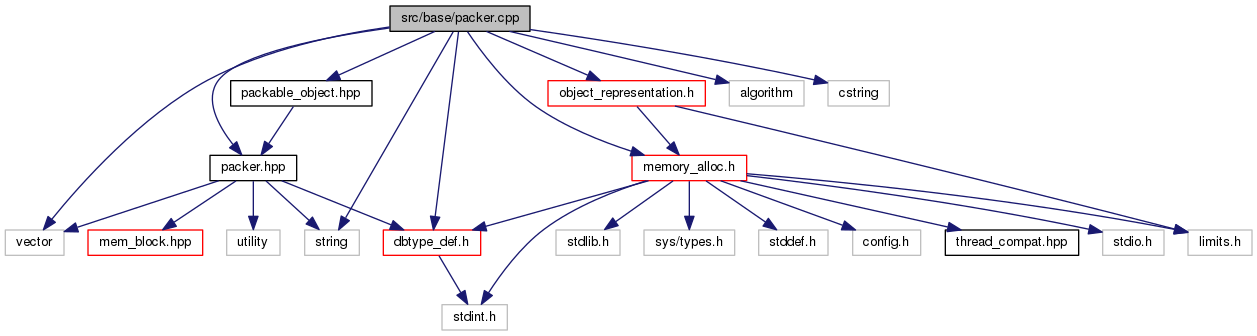 src/base/packer.cpp
packable_object.hpp
object_representation.h
algorithm
cstring
packer.hpp
memory_alloc.h
vector
mem_block.hpp
utility
string
dbtype_def.h
stdlib.h
sys/types.h
stddef.h
config.h
thread_compat.hpp
stdio.h
limits.h
stdint.h